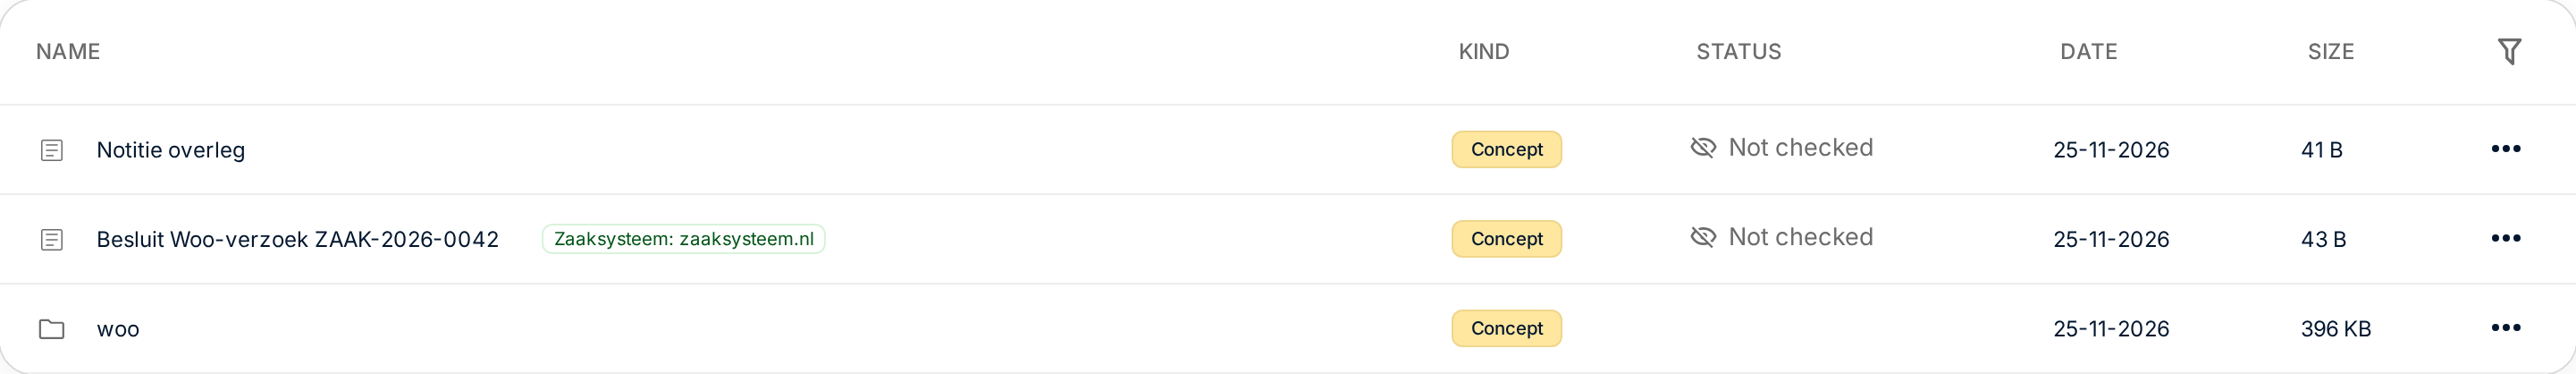 NAME KIND STATUS DATE SIZE
Notitie overleg Concept Not checked 25-11-2026 41 B
Besluit Woo-verzoek ZAAK-2026-0042 Zaaksysteem: zaaksysteem.nl Concept Not checked 25-11-2026 43 B
woo Concept 25-11-2026 396 KB